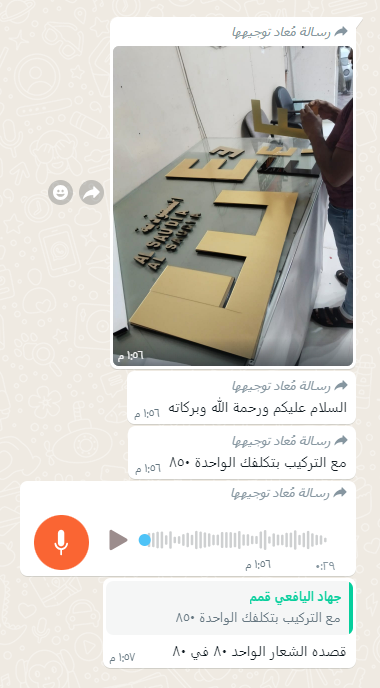 رسالة مُعاد توجيهها
١:٥٦ م
رسالة مُعاد توجيهها
السلام عليكم ورحمة الله وبركاته
١:٥٦ م
رسالة مُعاد توجيهها
مع التركيب بتكلفك الواحدة ٨٥٠
١:٥٦ م
رسالة مُعاد توجيهها
٠:٢٩
١:٥٦ م
جهاد اليافعي قمم
مع التركيب بتكلفك الواحدة ٨٥٠
قصده الشعار الواحد ٨٠ في ٨٠
١:٥٧ م